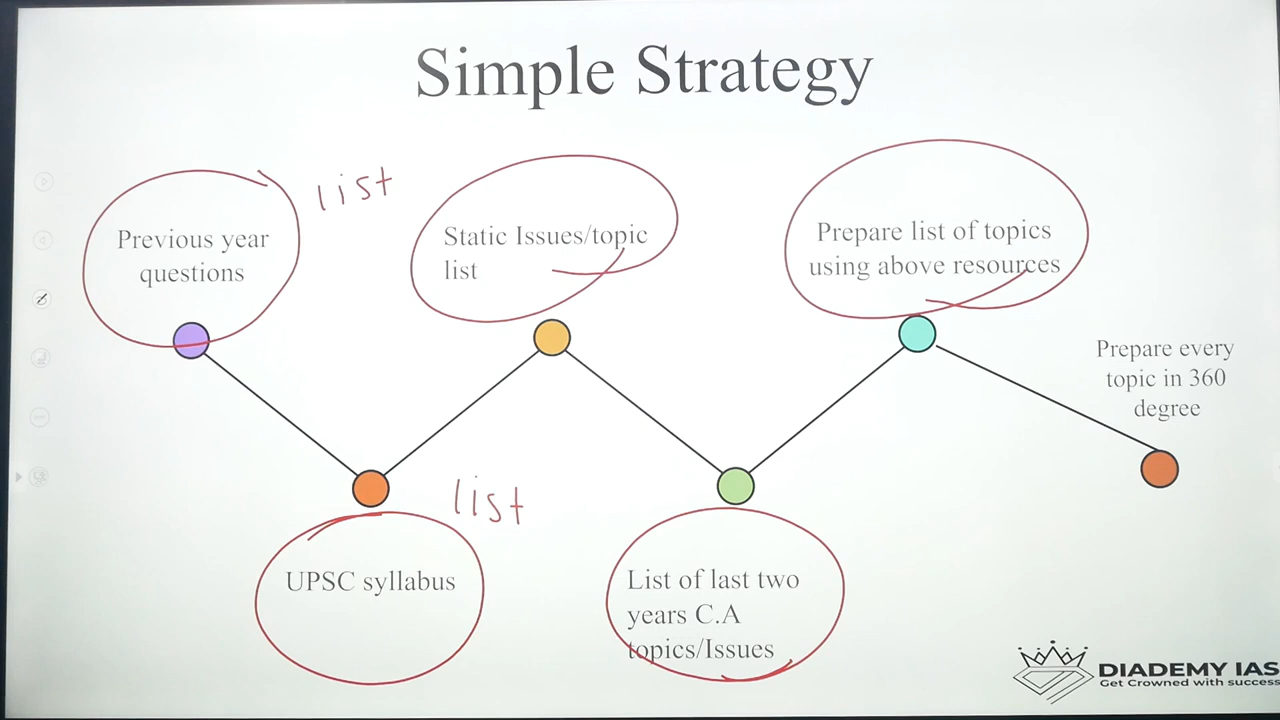 Simple Strategy
Previous year
questions
list
Static Issues/topic
list
Prepare list of topics
using above resources
Prepare every
topic in 360
degree
list
UPSC syllabus
List of last two
years C.A
topics/Issues
DIADEMY IAS
Get Crowned with success